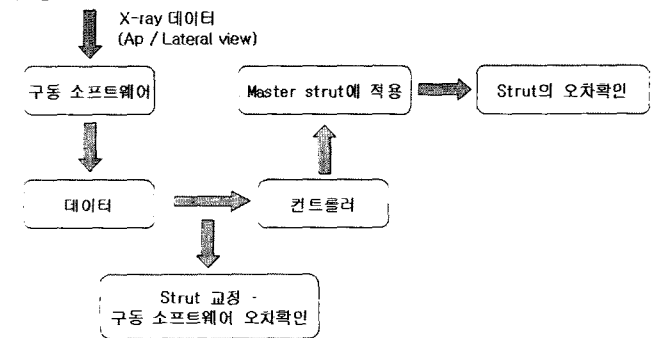 X-ray 데이터
(Ap / Lateral view)
구동 소프트웨어
Master strut에 적용
Strut의 오차확인
데이터
컨트롤러
Strut 교정 -
구동 소프트웨어 오차확인